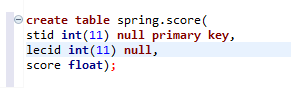 create table spring.score(
stid int(11) null primary key,
lecid int(11) null,
score float);